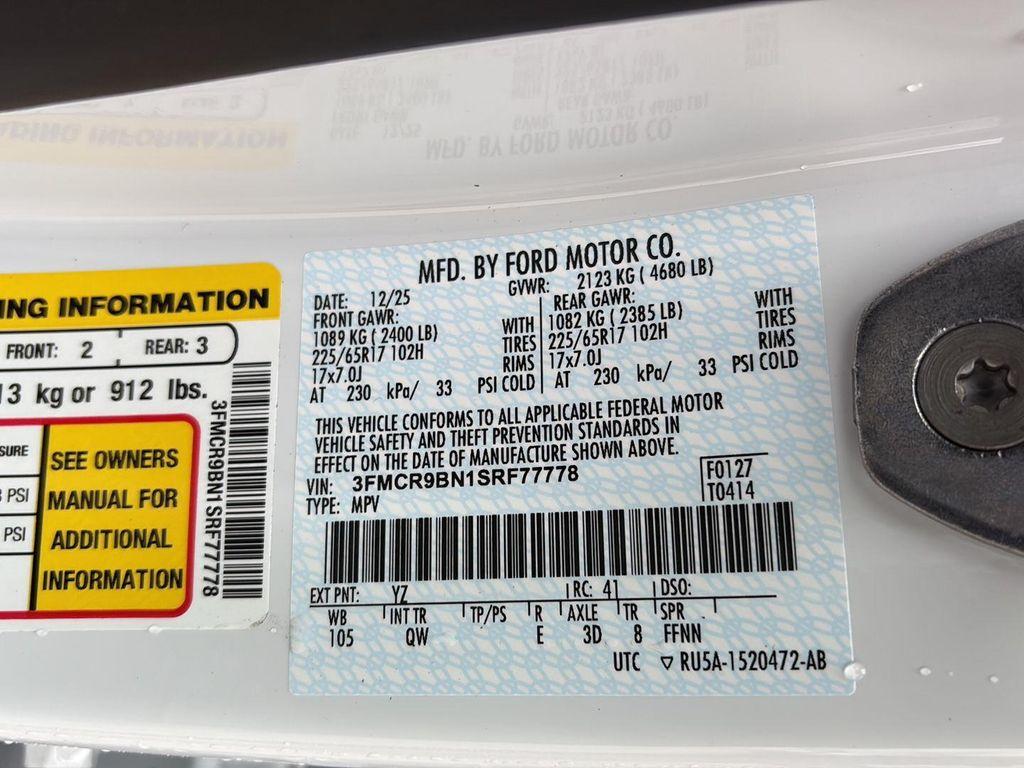 MFD. BY FORD MOTOR CO.
DATE: 12/25
GVWR: 2123 KG ( 4680 LB)
FRONT GAWR:
1089 KG ( 2400 LB) WITH
225/65R17 102H TIRES
17x7.0J RIMS
AT 230 kPa/ 33 PSI COLD
REAR GAWR:
1082 KG ( 2385 LB) WITH
225/65R17 102H TIRES
17x7.0J RIMS
AT 230 kPa/ 33 PSI COLD
THIS VEHICLE CONFORMS TO ALL APPLICABLE FEDERAL MOTOR
VEHICLE SAFETY AND THEFT PREVENTION STANDARDS IN
EFFECT ON THE DATE OF MANUFACTURE SHOWN ABOVE.
VIN: 3FMCR9BN1SRF77778
TYPE: MPV
F0127
T0414
EXT PNT: YZ RC: 41 DSO:
WB INT TR TP/PS R AXLE TR SPR
105 QW E 3D 8 FFNN
UTC ▽ RU5A-1520472-AB
INFORMATION
FRONT: 2 REAR: 3
kg or 912 lbs.
PSI
PSI
SEE OWNERS
MANUAL FOR
ADDITIONAL
INFORMATION
3FMCR9BN1SRF77778